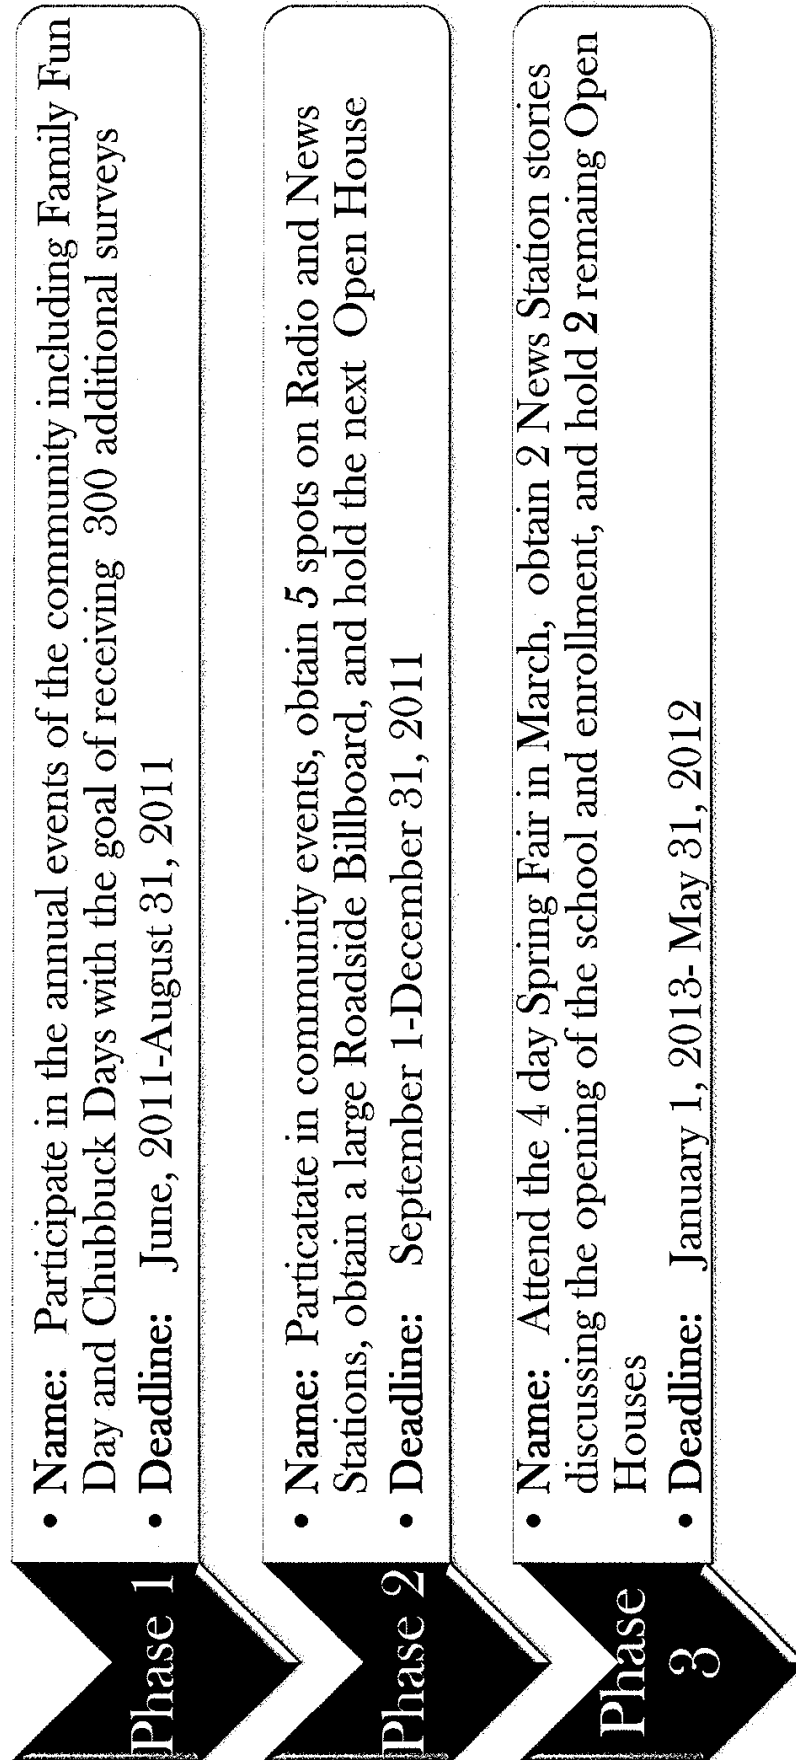 Phase 1
• Name: Participate in the annual events of the community including Family Fun
Day and Chubbuck Days with the goal of receiving 300 additional surveys
• Deadline: June, 2011-August 31, 2011
Phase 2
• Name: Particatate in community events, obtain 5 spots on Radio and News
Stations, obtain a large Roadside Billboard, and hold the next Open House
• Deadline: September 1-December 31, 2011
Phase
3
• Name: Attend the 4 day Spring Fair in March, obtain 2 News Station stories
discussing the opening of the school and enrollment, and hold 2 remaing Open
Houses
• Deadline: January 1, 2013- May 31, 2012